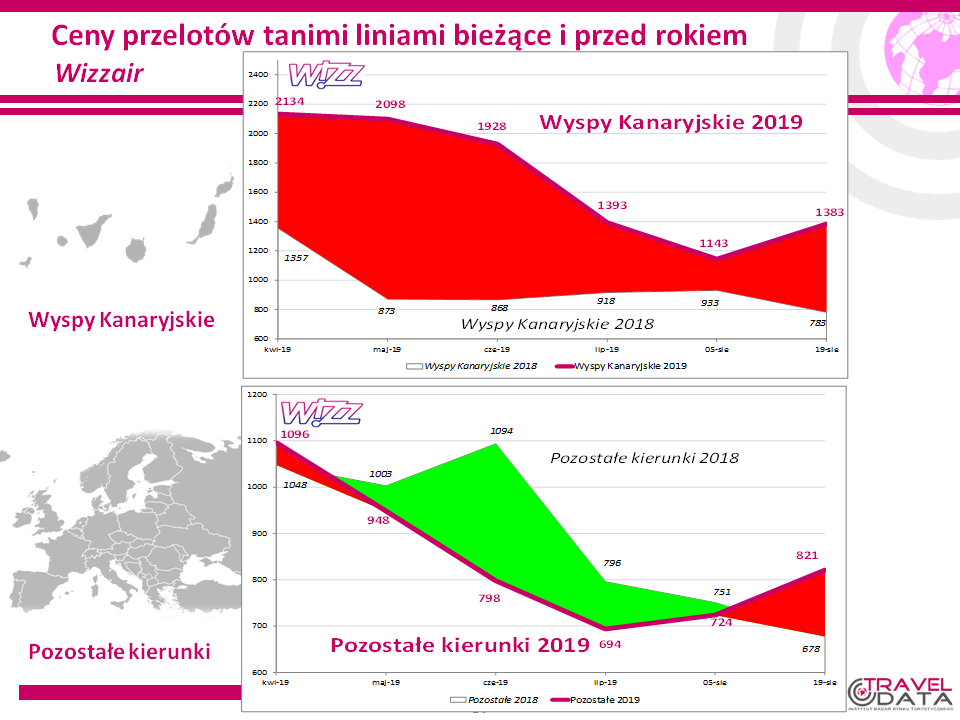 Ceny przelotów tanimi liniami bieżące i przed rokiem
Wizzair
Wizz
2400
2200
2000
1800
1600
1400
1200
1000
800
600
2134
2098
1928
1393
1143
1383
Wyspy Kanaryjskie 2019
1357
873
868
918
933
783
Wyspy Kanaryjskie 2018
kwi-19 maj-19 cze-19 lip-19 05-sie 19-sie
Wyspy Kanaryjskie 2018 Wyspy Kanaryjskie 2019
Wyspy Kanaryjskie
Wizz
1200
1100
1000
900
800
700
600
1096
1048
1003
1094
Pozostałe kierunki 2018
948
798
796
751
821
694
724
678
Pozostałe kierunki 2019
kwi-19 maj-19 cze-19 lip-19 05-sie 19-sie
Pozostałe 2018 Pozostałe 2019
Pozostałe kierunki
TRAVEL
DATA
INSTYTUT BADAŃ RYNKU TURYSTYCZNEGO